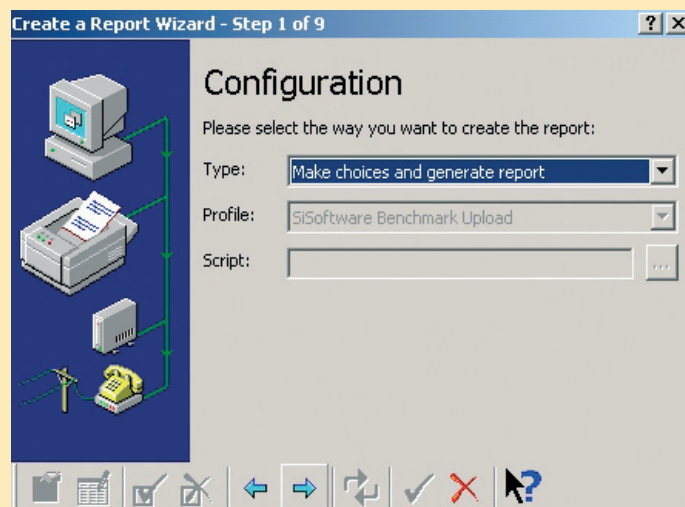 Create a Report Wizard - Step 1 of 9
Configuration
Please select the way you want to create the report:
Type: Make choices and generate report
Profile: SiSoftware Benchmark Upload
Script: